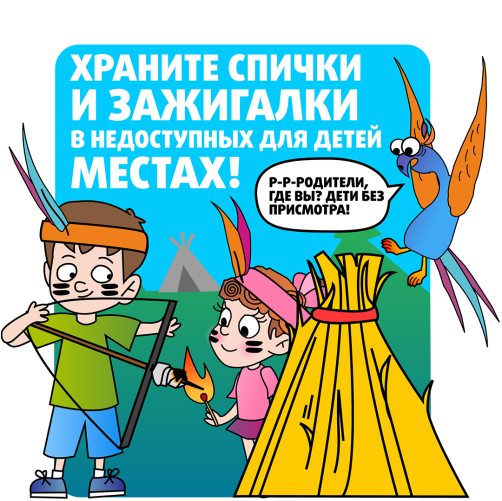 ХРАНИТЕ СПИЧКИ
И ЗАЖИГАЛКИ
В НЕДОСТУПНЫХ ДЛЯ ДЕТЕЙ
МЕСТАХ!
Р-Р-РОДИТЕЛИ,
ГДЕ ВЫ? ДЕТИ БЕЗ
ПРИСМОТРА!